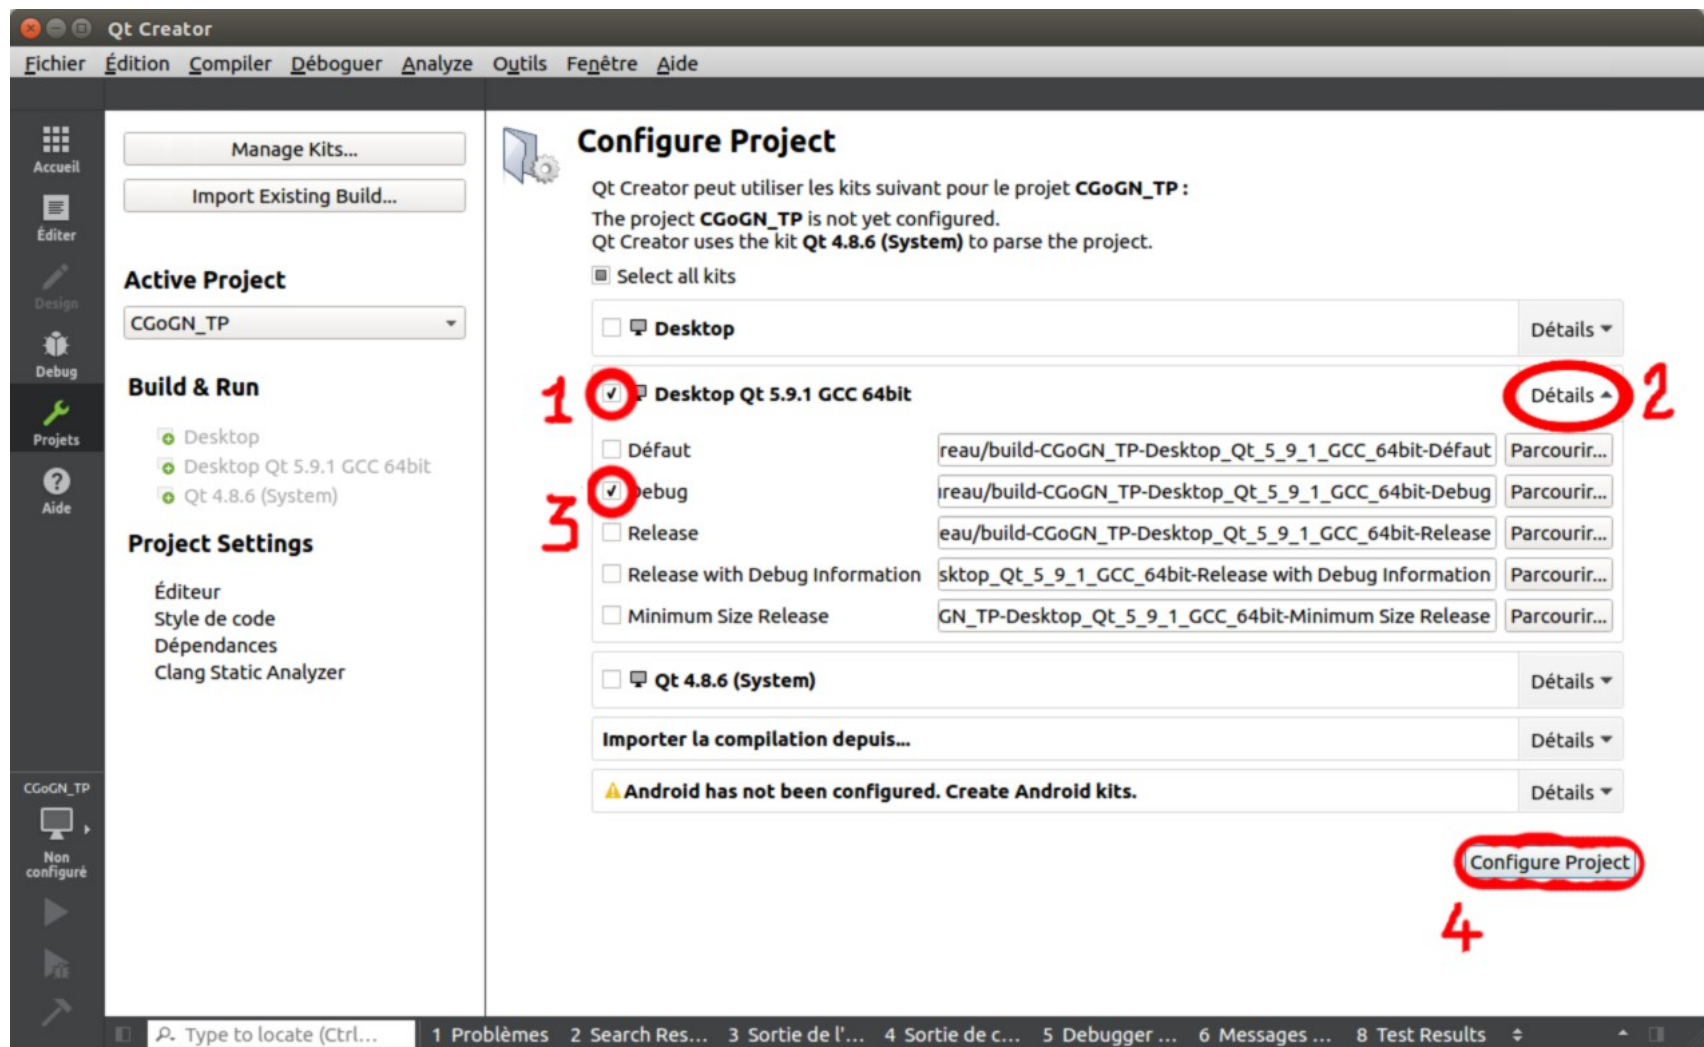 Qt Creator
Fichier Édition Compiler Déboguer Analyze Outils Fenêtre Aide
Accueil
Éditer
Design
Debug
Projets
Aide
CGoGN_TP
Non
configuré
Manage Kits...
Import Existing Build...
Active Project
CGoGN_TP
Build & Run
Desktop
Desktop Qt 5.9.1 GCC 64bit
Qt 4.8.6 (System)
Project Settings
Éditeur
Style de code
Dépendances
Clang Static Analyzer
Configure Project
Qt Creator peut utiliser les kits suivant pour le projet CGoGN_TP :
The project CGoGN_TP is not yet configured.
Qt Creator uses the kit Qt 4.8.6 (System) to parse the project.
Select all kits
Desktop Détails
1 Desktop Qt 5.9.1 GCC 64bit Détails 2
Défaut reau/build-CGoGN_TP-Desktop_Qt_5_9_1_GCC_64bit-Défaut Parcourir...
3 Debug ureau/build-CGoGN_TP-Desktop_Qt_5_9_1_GCC_64bit-Debug Parcourir...
Release eau/build-CGoGN_TP-Desktop_Qt_5_9_1_GCC_64bit-Release Parcourir...
Release with Debug Information sktop_Qt_5_9_1_GCC_64bit-Release with Debug Information Parcourir...
Minimum Size Release GN_TP-Desktop_Qt_5_9_1_GCC_64bit-Minimum Size Release Parcourir...
Qt 4.8.6 (System) Détails
Importer la compilation depuis... Détails
Android has not been configured. Create Android kits. Détails
Configure Project
4
Type to locate (Ctrl... 1 Problèmes 2 Search Res... 3 Sortie de l'... 4 Sortie de c... 5 Debugger ... 6 Messages ... 8 Test Results